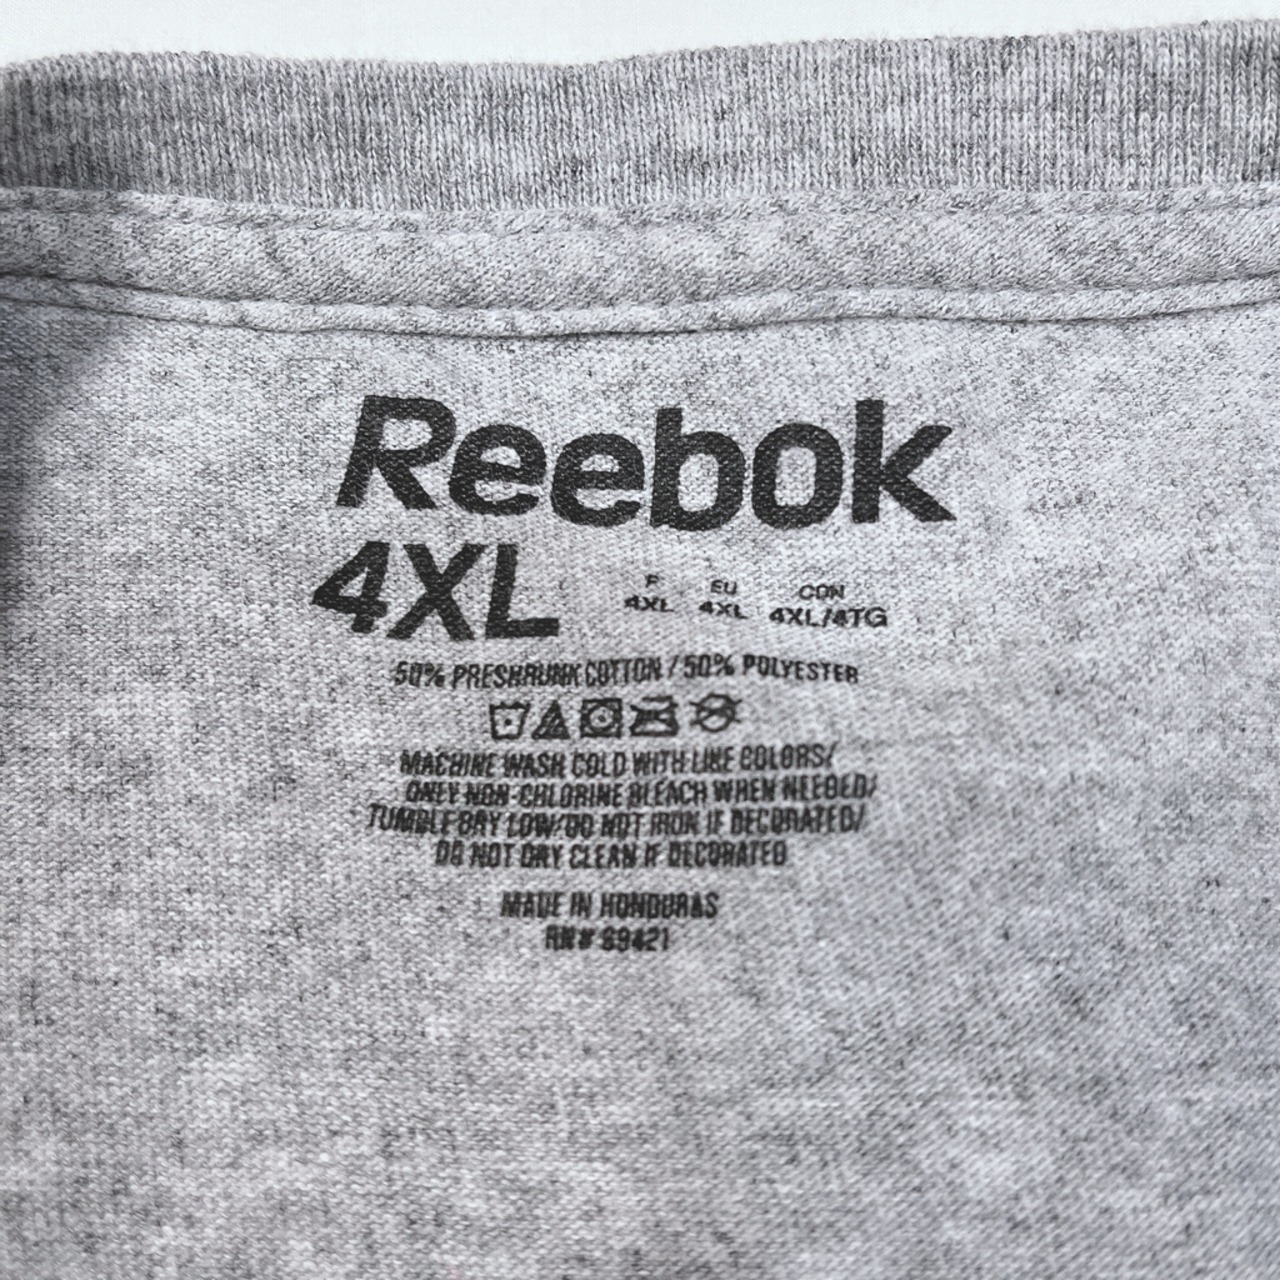 Reebok
4XL
F EU CDN
4XL 4XL 4XL/4TG
50% PRESHRUNK COTTON / 50% POLYESTER
MACHINE WASH COLD WITH LIKE COLORS/
ONLY NON-CHLORINE BLEACH WHEN NEEDED/
TUMBLE DRY LOW/DO NOT IRON IF DECORATED/
DO NOT DRY CLEAN IF DECORATED
MADE IN HONDURAS
RN# 69421